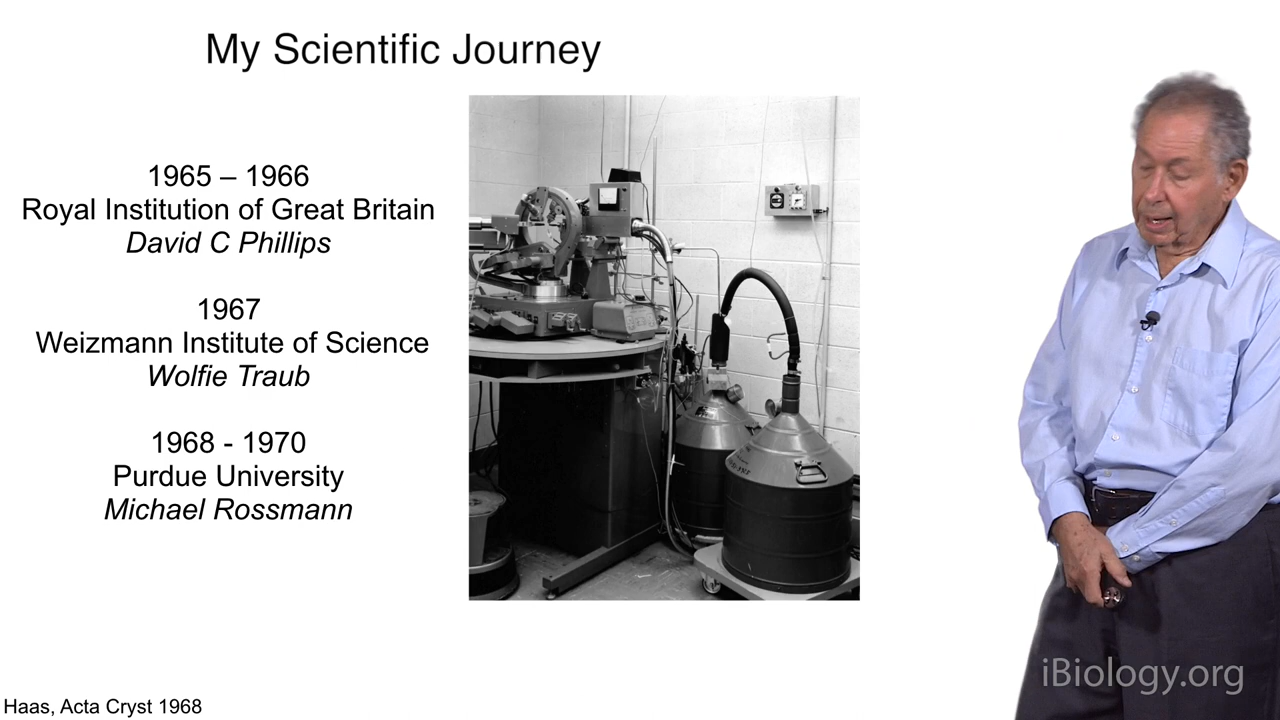 My Scientific Journey
1965 – 1966
Royal Institution of Great Britain
David C Phillips
1967
Weizmann Institute of Science
Wolfie Traub
1968 - 1970
Purdue University
Michael Rossmann
iBiology.org
Haas, Acta Cryst 1968